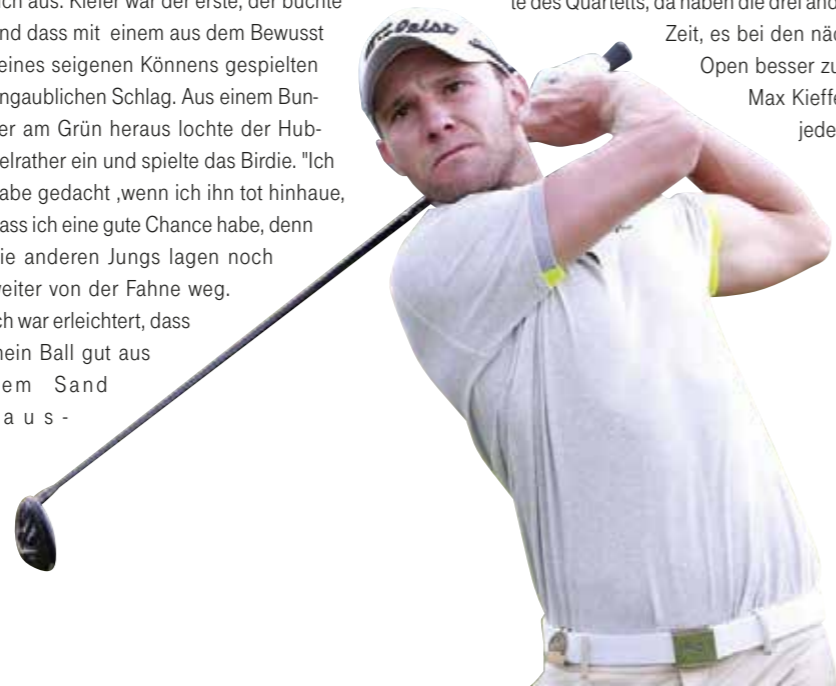 ich aus. Kiefer war der erste, der buchte
nd dass mit einem aus dem Bewusst
eines seigenen Könnens gespielten
ngaublichen Schlag. Aus einem Bun-
er am Grün heraus lochte der Hub-
elrather ein und spielte das Birdie. "Ich
abe gedacht ,wenn ich ihn tot hinhaue,
ass ich eine gute Chance habe, denn
ie anderen Jungs lagen noch
weiter von der Fahne weg.
ch war erleichtert, dass
mein Ball gut aus
em Sand
aus-
te des Quartetts, da haben die drei and
Zeit, es bei den näc
Open besser zu
Max Kieffe
jede
Titleist